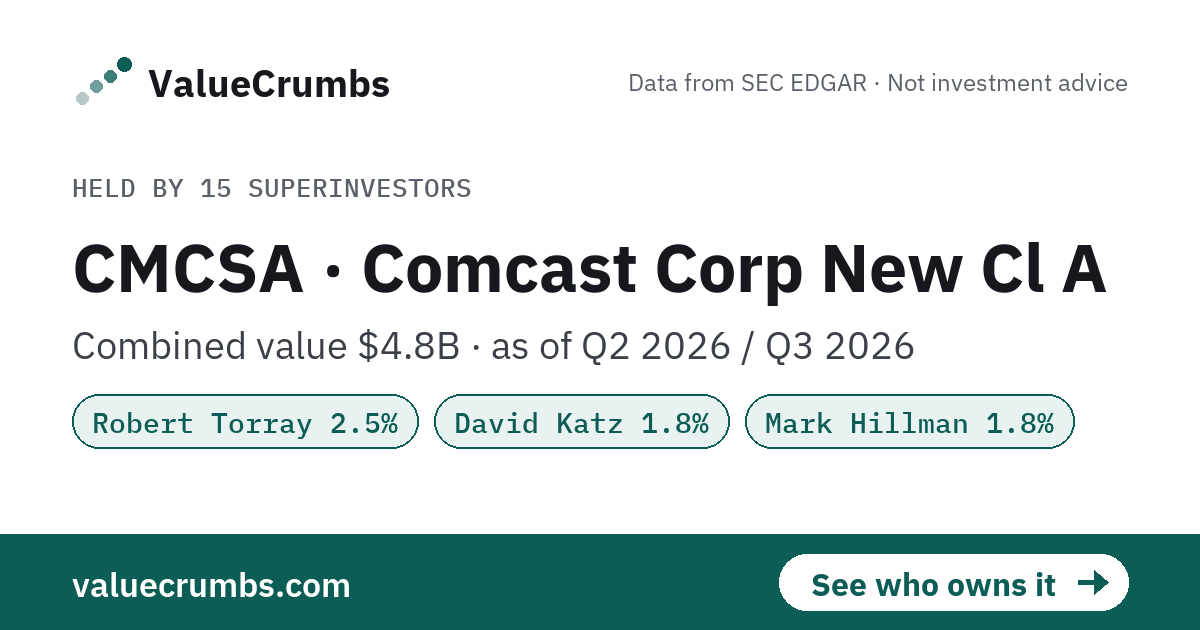 ValueCrumbs
Data from SEC EDGAR · Not investment advice
HELD BY 15 SUPERINVESTORS
CMCSA · Comcast Corp New Cl A
Combined value $4.8B · as of Q2 2026 / Q3 2026
Robert Torray 2.5%
David Katz 1.8%
Mark Hillman 1.8%
valuecrumbs.com
See who owns it →